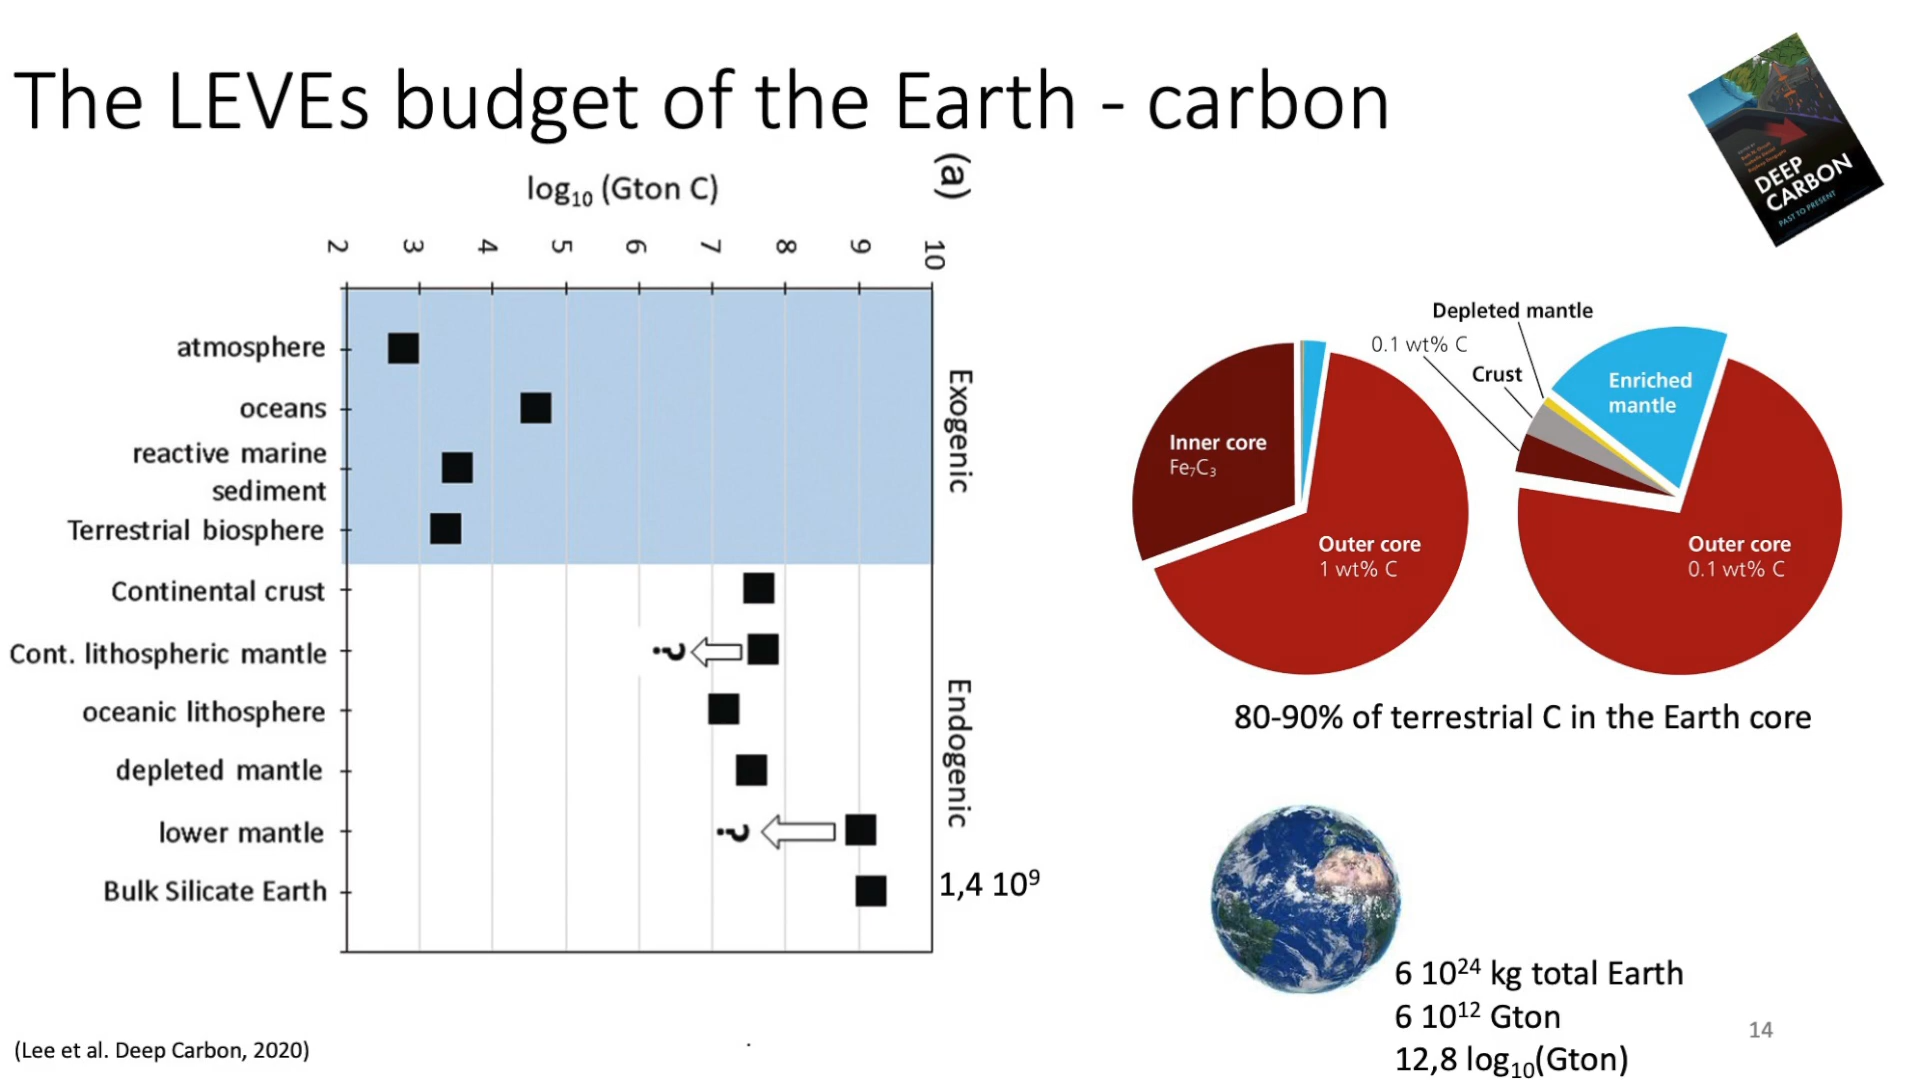 The LEVEs budget of the Earth - carbon
(a)
log₁₀ (Gton C)
2 3 4 5 6 7 8 9 10
atmosphere
oceans
reactive marine
sediment
Terrestrial biosphere
Continental crust
Cont. lithospheric mantle
?
oceanic lithosphere
depleted mantle
lower mantle
?
Bulk Silicate Earth
1,4 10⁹
Exogenic
Endogenic
DEEP
CARBON
PAST TO PRESENT
Inner core
Fe₇C₃
Outer core
1 wt% C
Depleted mantle
0.1 wt% C
Crust
Enriched
mantle
Outer core
0.1 wt% C
80-90% of terrestrial C in the Earth core
6 10²⁴ kg total Earth
6 10¹² Gton
12,8 log₁₀(Gton)
14
(Lee et al. Deep Carbon, 2020)